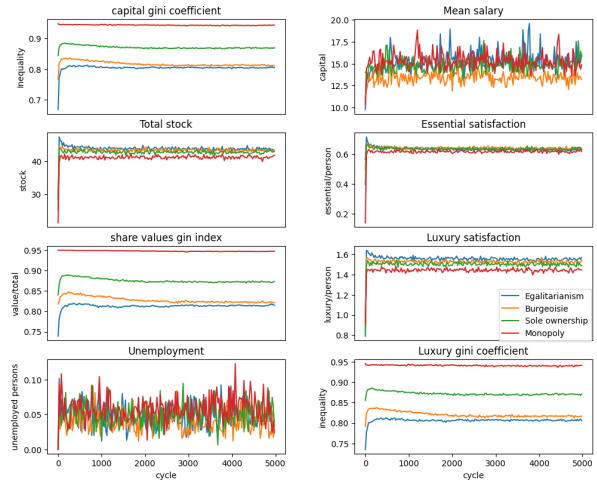 capital gini coefficient
Inequality
0.9
0.8
0.7
Mean salary
capital
20.0
17.5
15.0
12.5
10.0
Total stock
stock
40
30
Essential satisfaction
essential/person
0.6
0.4
0.2
share values gin index
value/total
0.95
0.90
0.85
0.80
0.75
Luxury satisfaction
luxury/person
1.6
1.4
1.2
1.0
0.8
Egalitarianism
Burgeoisie
Sole ownership
Monopoly
Unemployment
unemployed persons
0.10
0.05
0.00
0 1000 2000 3000 4000 5000
cycle
Luxury gini coefficient
inequality
0.95
0.90
0.85
0.80
0.75
1000 2000 3000 4000 5000
cycle